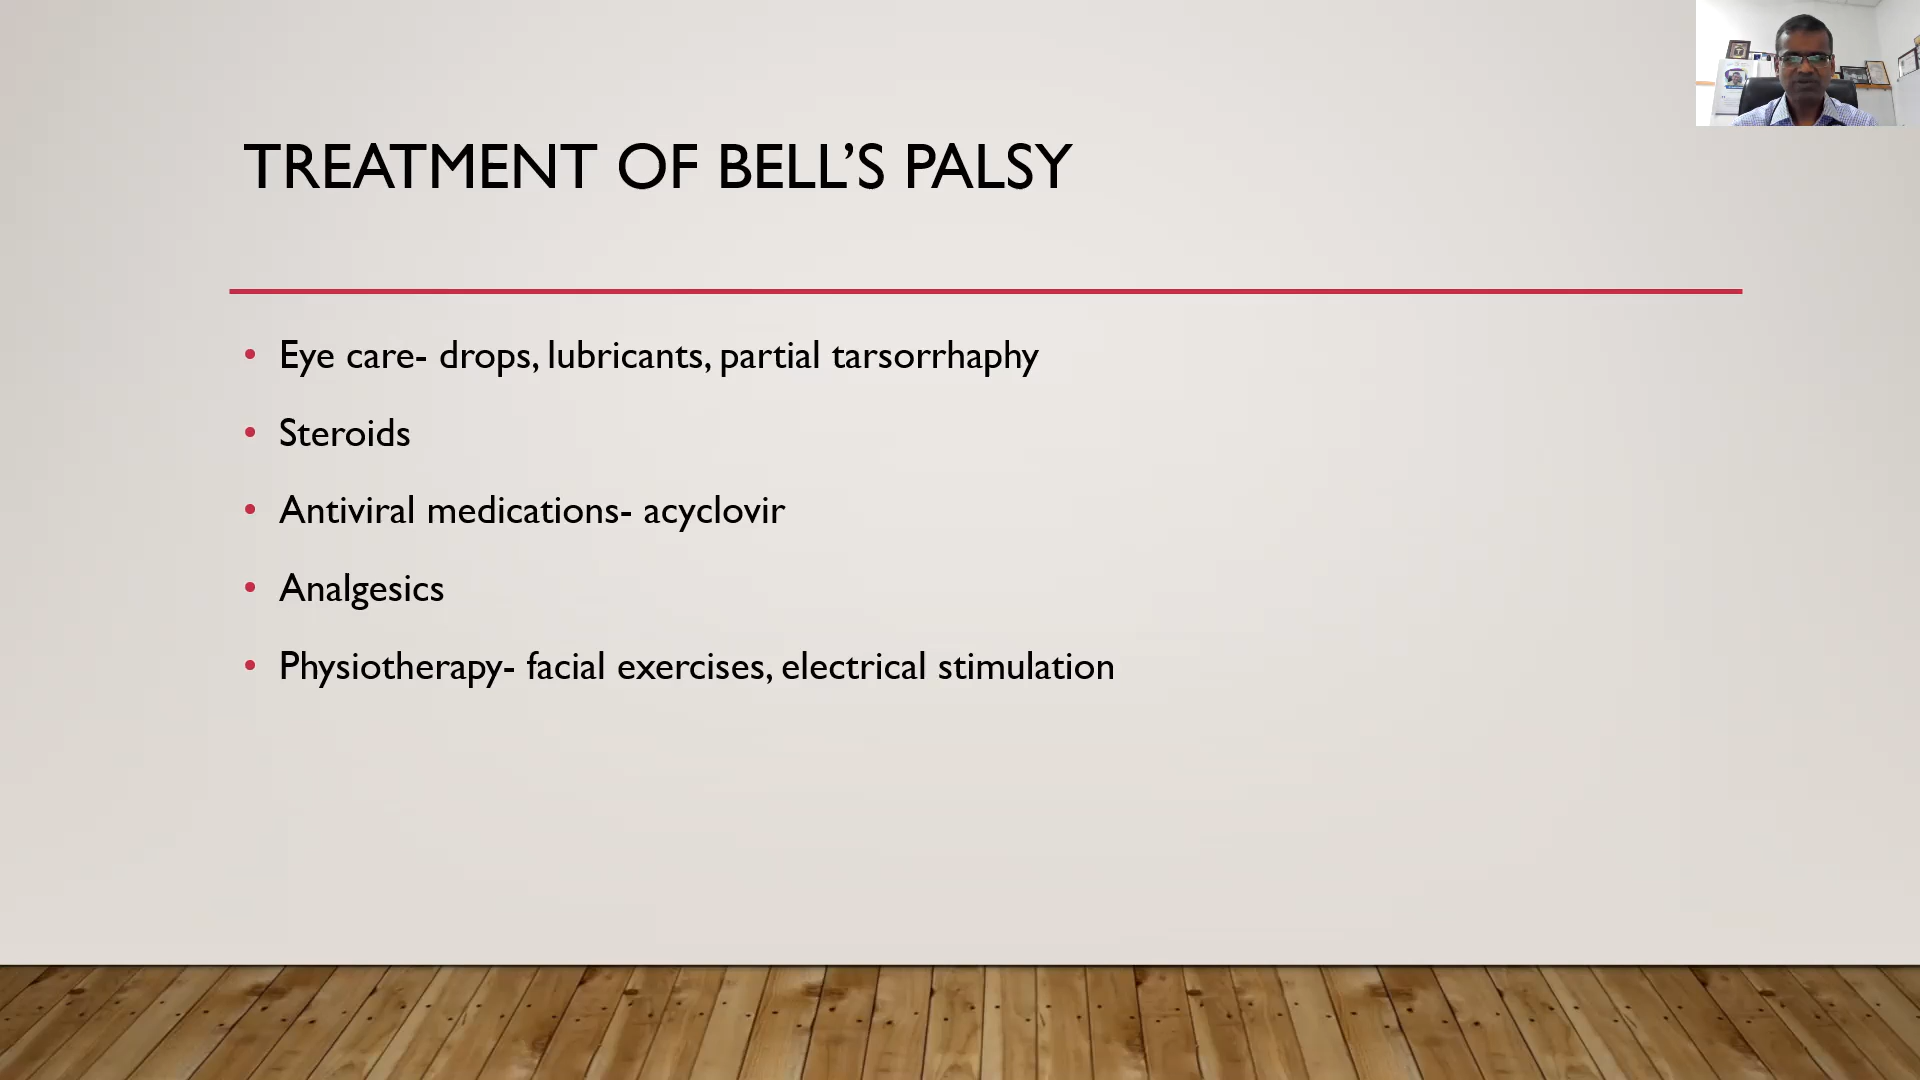 TREATMENT OF BELL’S PALSY
• Eye care- drops, lubricants, partial tarsorrhaphy
• Steroids
• Antiviral medications- acyclovir
• Analgesics
• Physiotherapy- facial exercises, electrical stimulation